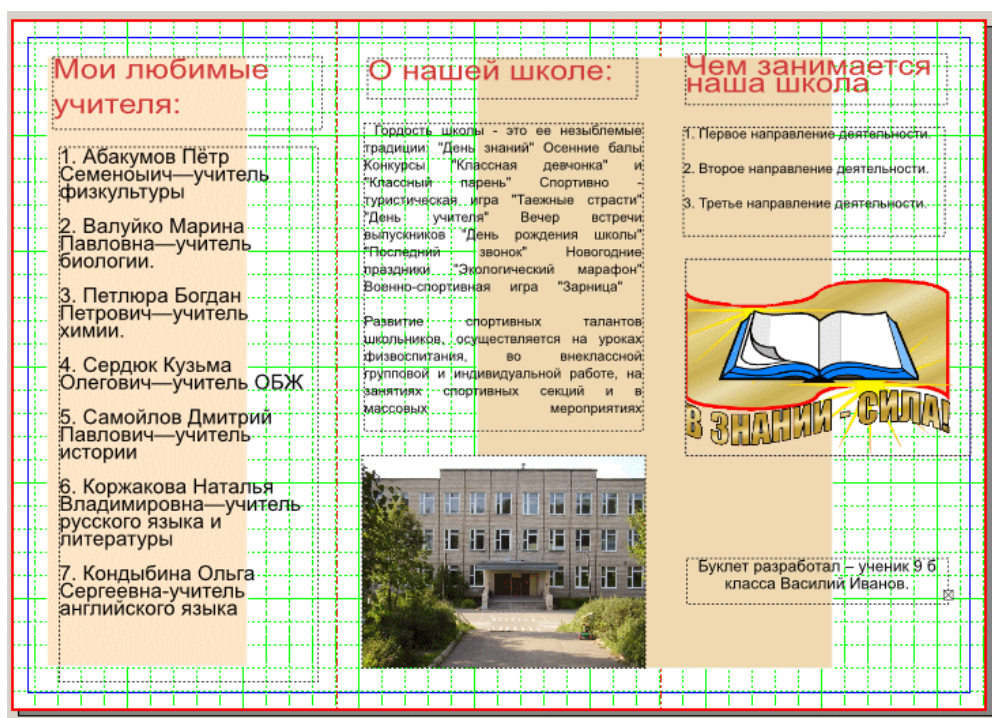 Мои любимые
учителя:
1. Абакумов Пётр
Семеноыич—учитель
физкультуры
2. Валуйко Марина
Павловна—учитель
биологии.
3. Петлюра Богдан
Петрович—учитель
химии.
4. Сердюк Кузьма
Олегович—учитель ОБЖ
5. Самойлов Дмитрий
Павлович—учитель
истории
6. Коржакова Наталья
Владимировна—учитель
русского языка и
литературы
7. Кондыбина Ольга
Сергеевна-учитель
английского языка
О нашей школе:
Гордость школы - это ее незыблемые
традиции: "День знаний" Осенние балы
Конкурсы "Классная девчонка" и
"Классный парень" Спортивно -
туристическая игра "Таежные страсти"
"День учителя" Вечер встречи
выпускников "День рождения школы"
"Последний звонок" Новогодние
праздники "Экологический марафон"
Военно-спортивная игра "Зарница"
Развитие спортивных талантов
школьников, осуществляется на уроках
физвоспитания, во внеклассной
групповой и индивидуальной работе, на
занятиях спортивных секций и в
массовых мероприятиях
Чем занимается
наша школа
1. Первое направление деятельности.
2. Второе направление деятельности.
3. Третье направление деятельности.
В ЗНАНИИ - СИЛА!
Буклет разработал – ученик 9 б
класса Василий Иванов.